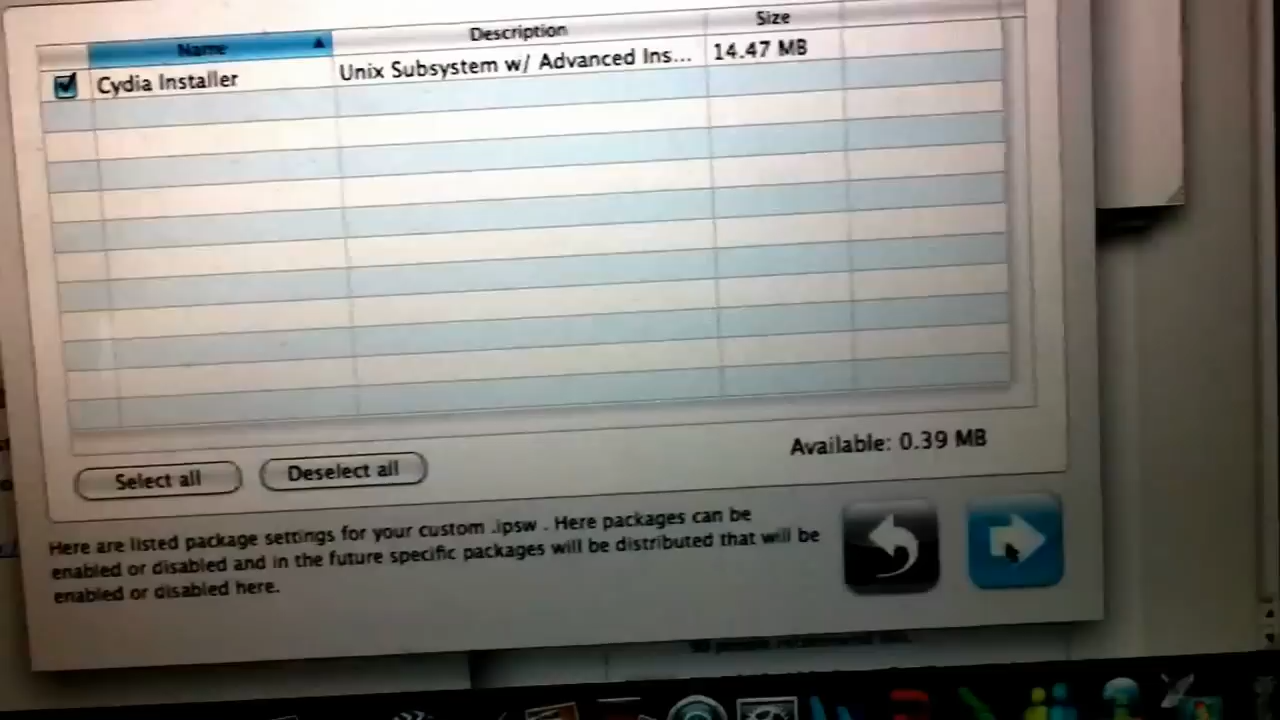 Name Description Size
Cydia Installer Unix Subsystem w/ Advanced Ins... 14.47 MB
Available: 0.39 MB
Select all Deselect all
Here are listed package settings for your custom .ipsw . Here packages can be
enabled or disabled and in the future specific packages will be distributed that will be
enabled or disabled here.